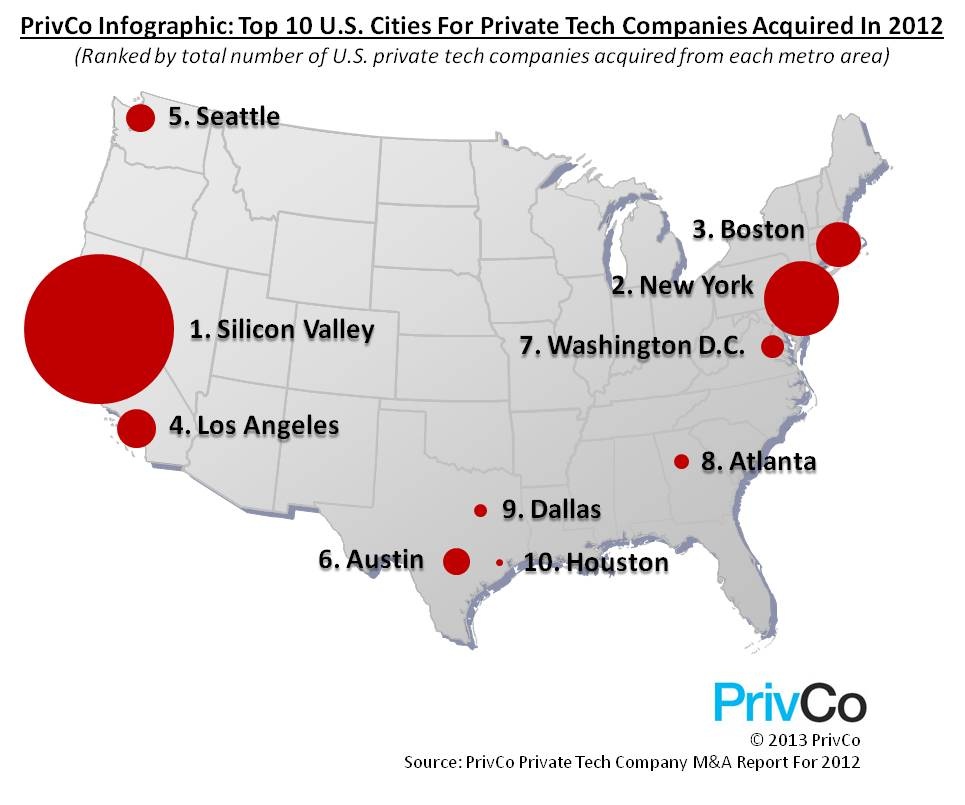 PrivCo Infographic: Top 10 U.S. Cities For Private Tech Companies Acquired In 2012
(Ranked by total number of U.S. private tech companies acquired from each metro area)
5. Seattle
3. Boston
2. New York
1. Silicon Valley
7. Washington D.C.
4. Los Angeles
8. Atlanta
9. Dallas
6. Austin
10. Houston
PrivCo
© 2013 PrivCo
Source: PrivCo Private Tech Company M&A Report For 2012